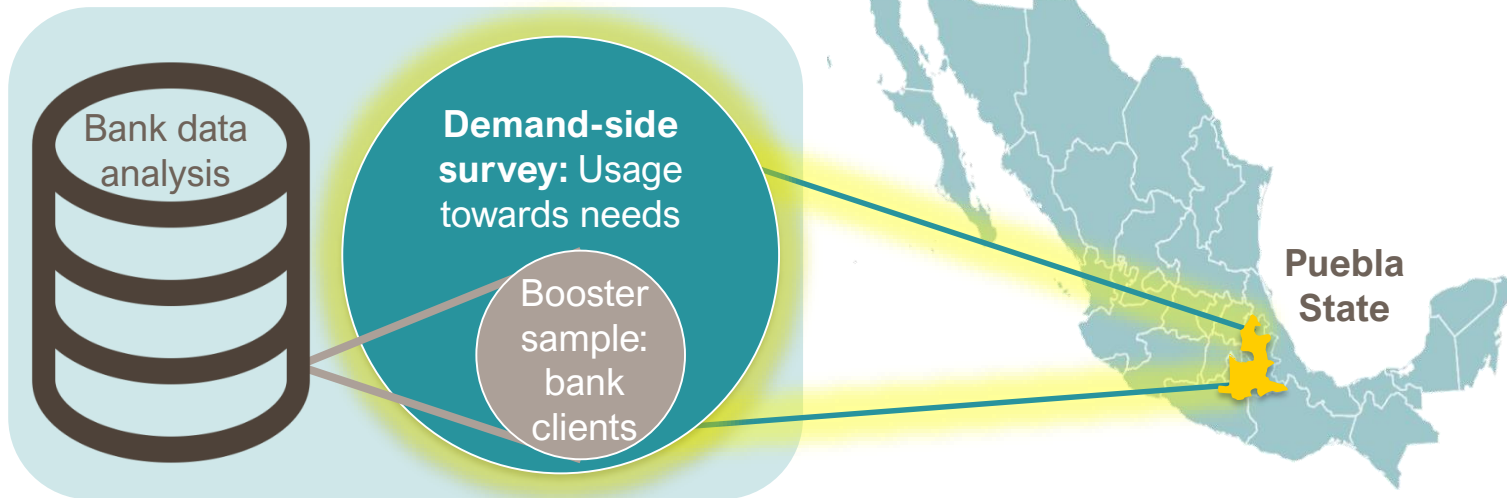 Bank data
analysis
Demand-side
survey: Usage
towards needs
Booster
sample:
bank
clients
Puebla
State